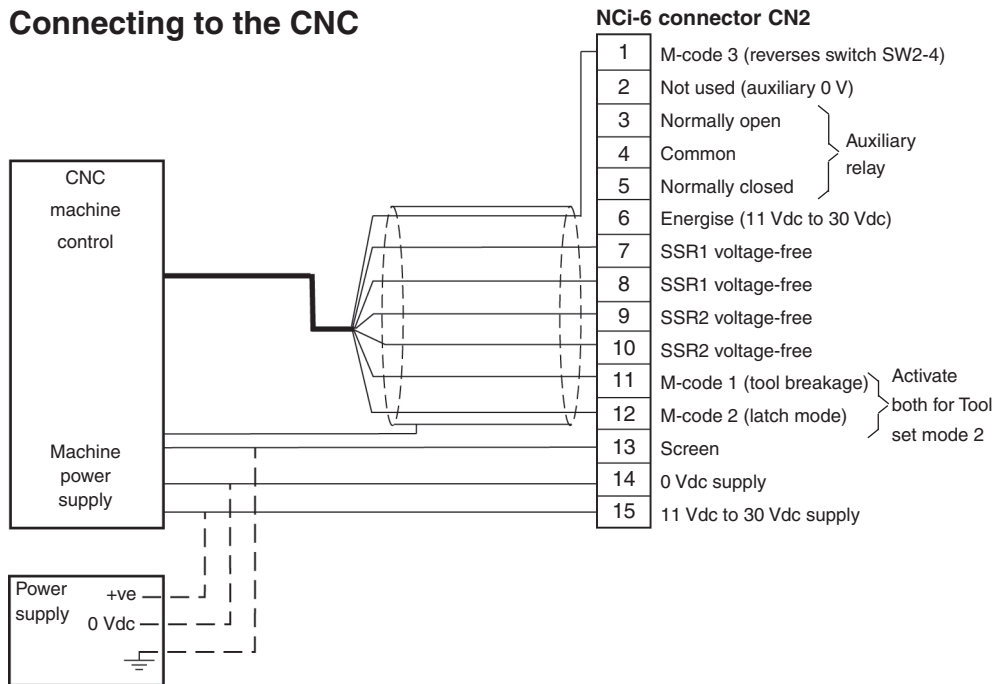 Connecting to the CNC
NCi-6 connector CN2
1 M-code 3 (reverses switch SW2-4)
2 Not used (auxiliary 0 V)
3 Normally open
4 Common
5 Normally closed
Auxiliary
relay
6 Energise (11 Vdc to 30 Vdc)
7 SSR1 voltage-free
8 SSR1 voltage-free
9 SSR2 voltage-free
10 SSR2 voltage-free
11 M-code 1 (tool breakage)
12 M-code 2 (latch mode)
Activate
both for Tool
set mode 2
13 Screen
14 0 Vdc supply
15 11 Vdc to 30 Vdc supply
CNC
machine
control
Machine
power
supply
Power
supply
+ve
0 Vdc